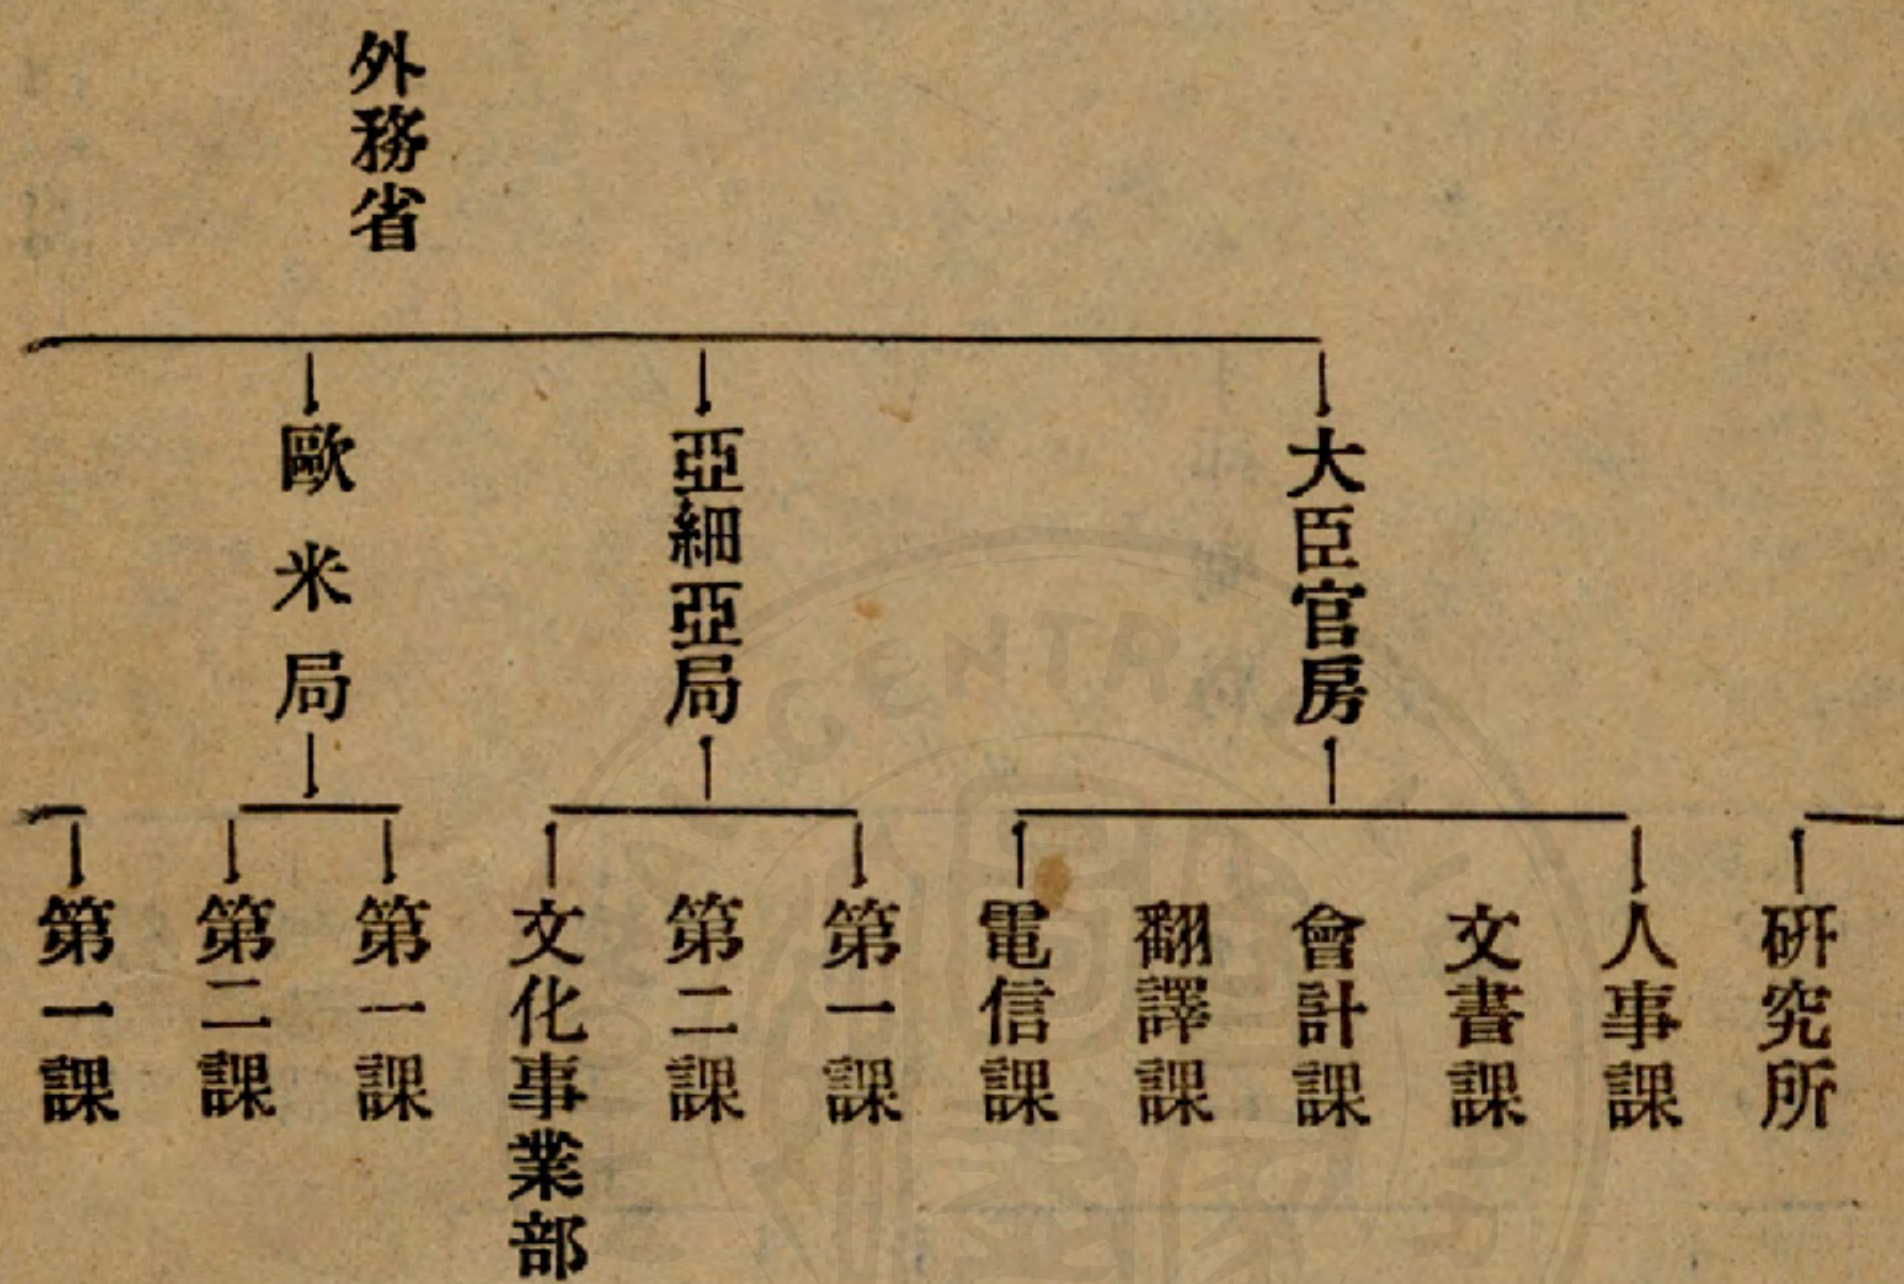 外務省
大臣官房
亞細亞局
歐米局
研究所
人事課
文書課
會計課
翻譯課
電信課
第一課
第二課
文化事業部
第一課
第二課
第一課
CENTRAL